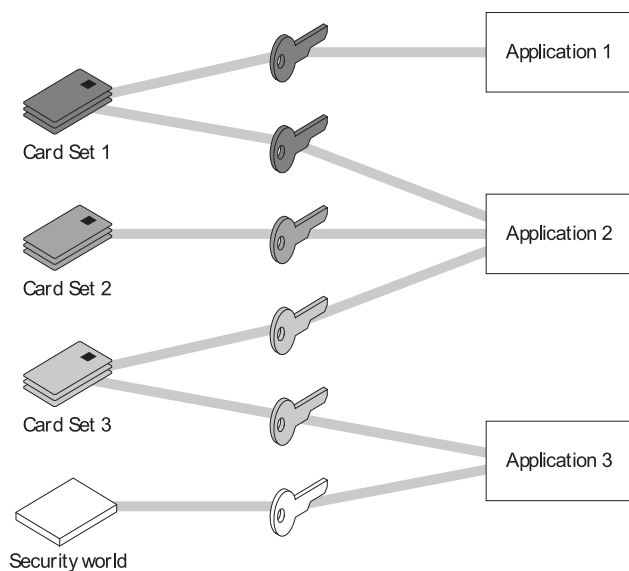 Application 1
Card Set 1
Application 2
Card Set 2
Card Set 3
Application 3
Security world